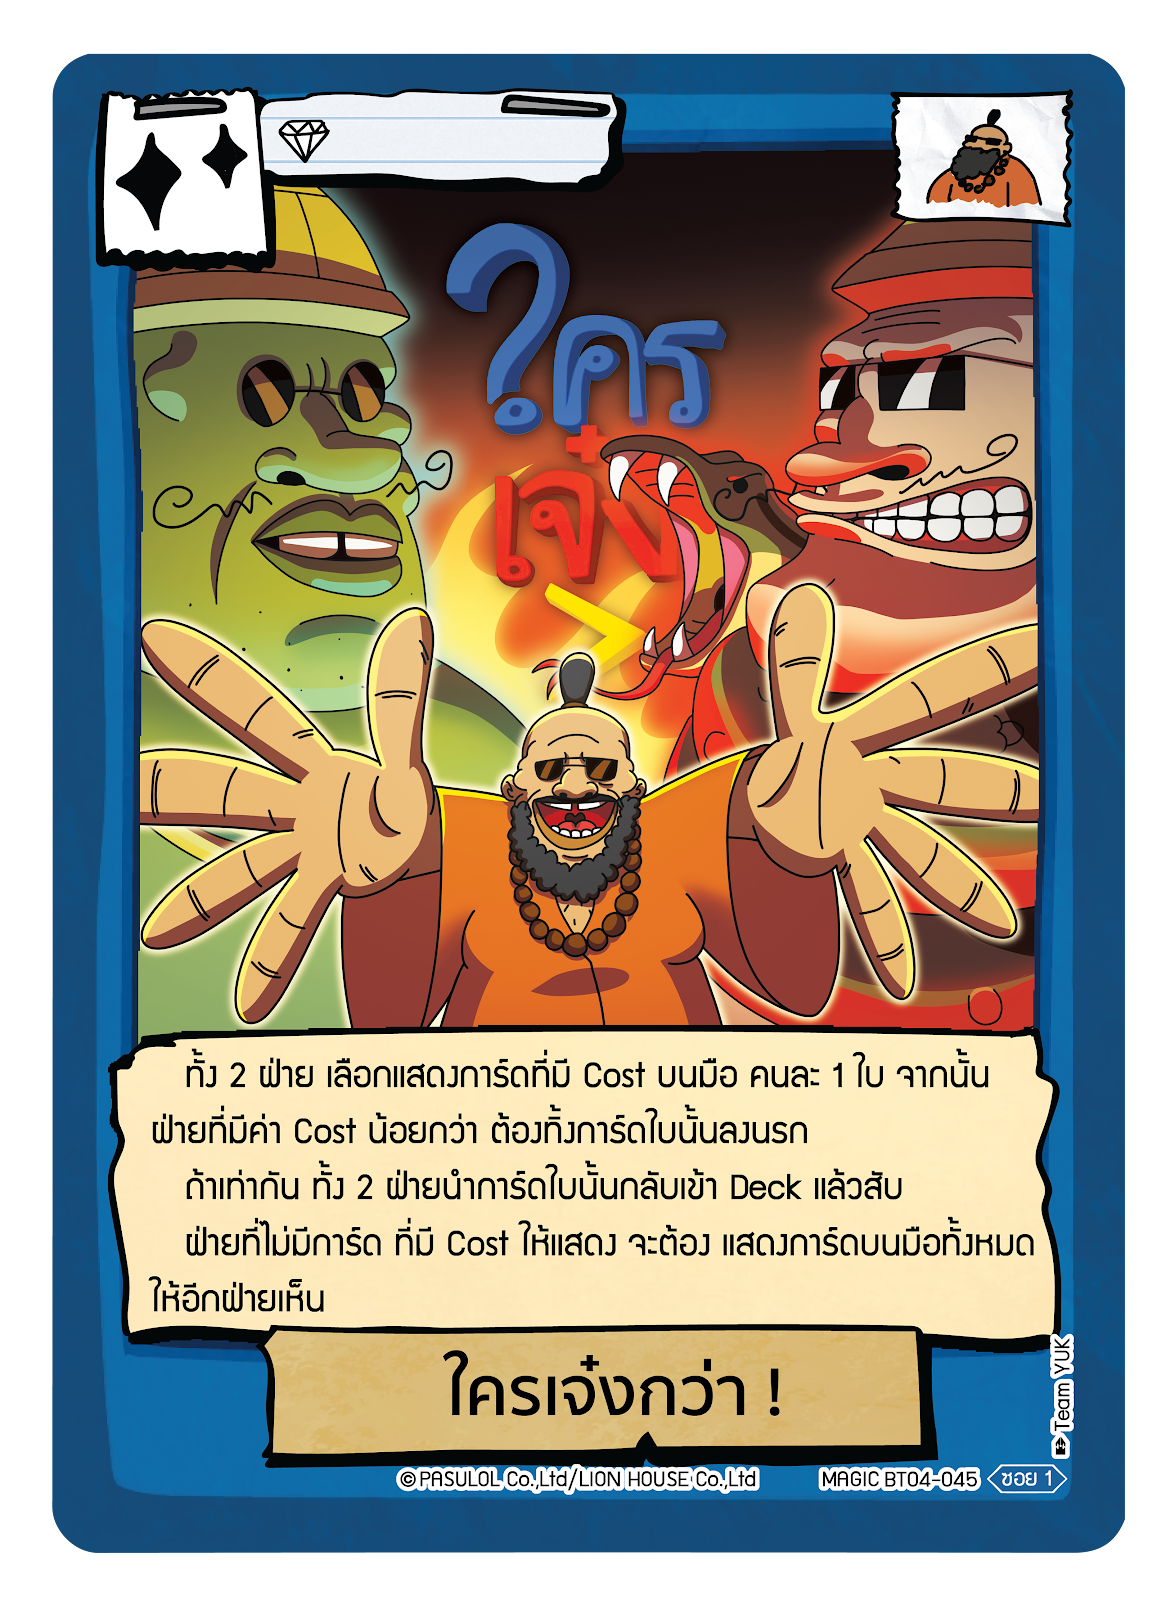 ใคร
เจ๋ง
>
ทั้ง 2 ฝ่าย เลือกแสดงการ์ดที่มี Cost บนมือ คนละ 1 ใบ จากนั้น
ฝ่ายที่มีค่า Cost น้อยกว่า ต้องทิ้งการ์ดใบนั้นลงนรก
ถ้าเท่ากัน ทั้ง 2 ฝ่ายนำการ์ดใบนั้นกลับเข้า Deck แล้วสับ
ฝ่ายที่ไม่มีการ์ด ที่มี Cost ให้แสดง จะต้อง แสดงการ์ดบนมือทั้งหมด
ให้อีกฝ่ายเห็น
ใครเจ๋งกว่า !
Team YUK
© PASULOL Co.,Ltd/LION HOUSE Co.,Ltd
MAGIC BT04-045
ซอย 1